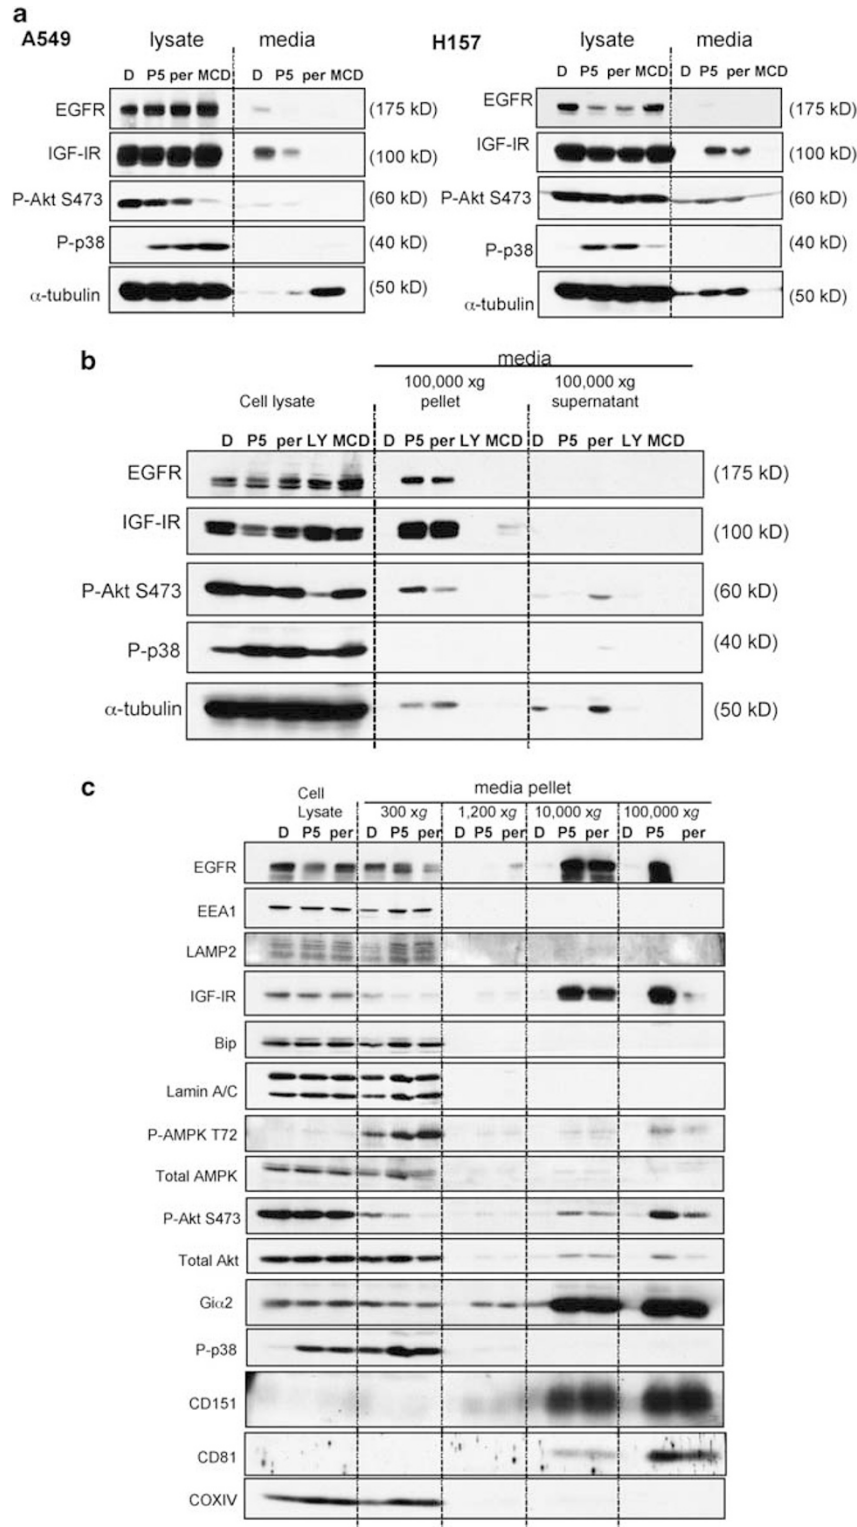 a
A549 lysate media H157 lysate media
D P5 per MCD D P5 per MCD D P5 per MCD D P5 per MCD
EGFR (175 kD) EGFR (175 kD)
IGF-IR (100 kD) IGF-IR (100 kD)
P-Akt S473 (60 kD) P-Akt S473 (60 kD)
P-p38 (40 kD) P-p38 (40 kD)
α-tubulin (50 kD) α-tubulin (50 kD)
b media
100,000 xg 100,000 xg
Cell lysate pellet supernatant
D P5 per LY MCD D P5 per LY MCD D P5 per LY MCD
EGFR (175 kD)
IGF-IR (100 kD)
P-Akt S473 (60 kD)
P-p38 (40 kD)
α-tubulin (50 kD)
c media pellet
Cell
Lysate 300 xg 1,200 xg 10,000 xg 100,000 xg
D P5 per D P5 per D P5 per D P5 per D P5 per
EGFR
EEA1
LAMP2
IGF-IR
Bip
Lamin A/C
P-AMPK T72
Total AMPK
P-Akt S473
Total Akt
Giα2
P-p38
CD151
CD81
COXIV